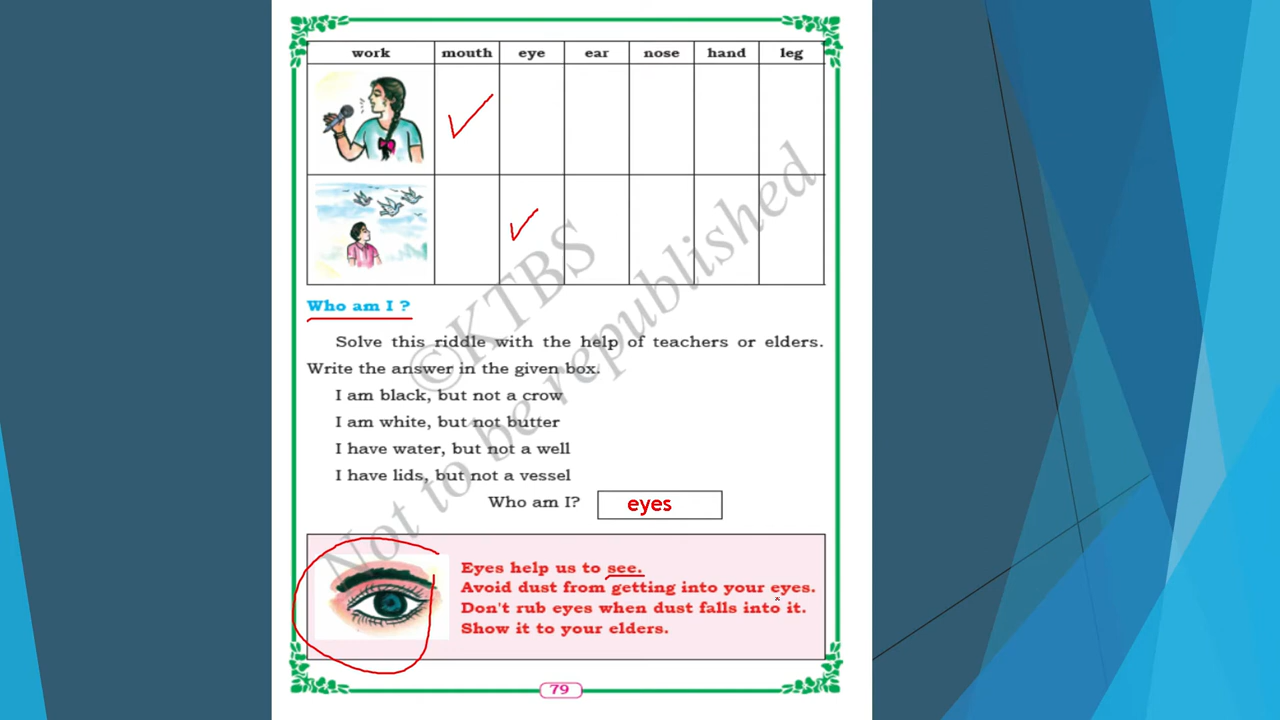 work mouth eye ear nose hand leg
Who am I ?
Solve this riddle with the help of teachers or elders.
Write the answer in the given box.
I am black, but not a crow
I am white, but not butter
I have water, but not a well
I have lids, but not a vessel
Who am I? eyes
Eyes help us to see.
Avoid dust from getting into your eyes.
Don't rub eyes when dust falls into it.
Show it to your elders.
79
©KTBS
Not to be republished